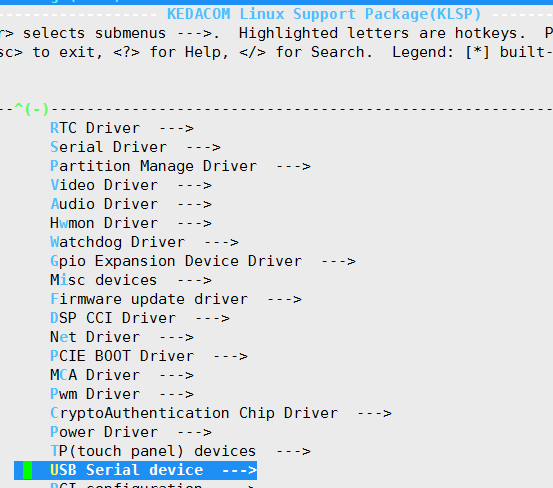 KEDACOM Linux Support Package(KLSP)
r> selects submenus --->.  Highlighted letters are hotkeys.  P
sc> to exit, <?> for Help, </> for Search.  Legend: [*] built-
^(-)
RTC Driver  --->
Serial Driver  --->
Partition Manage Driver  --->
Video Driver  --->
Audio Driver  --->
Hwmon Driver  --->
Watchdog Driver  --->
Gpio Expansion Device Driver  --->
Misc devices  --->
Firmware update driver  --->
DSP CCI Driver  --->
Net Driver  --->
PCIE BOOT Driver  --->
MCA Driver  --->
Pwm Driver  --->
CryptoAuthentication Chip Driver  --->
Power Driver  --->
TP(touch panel) devices  --->
USB Serial device  --->